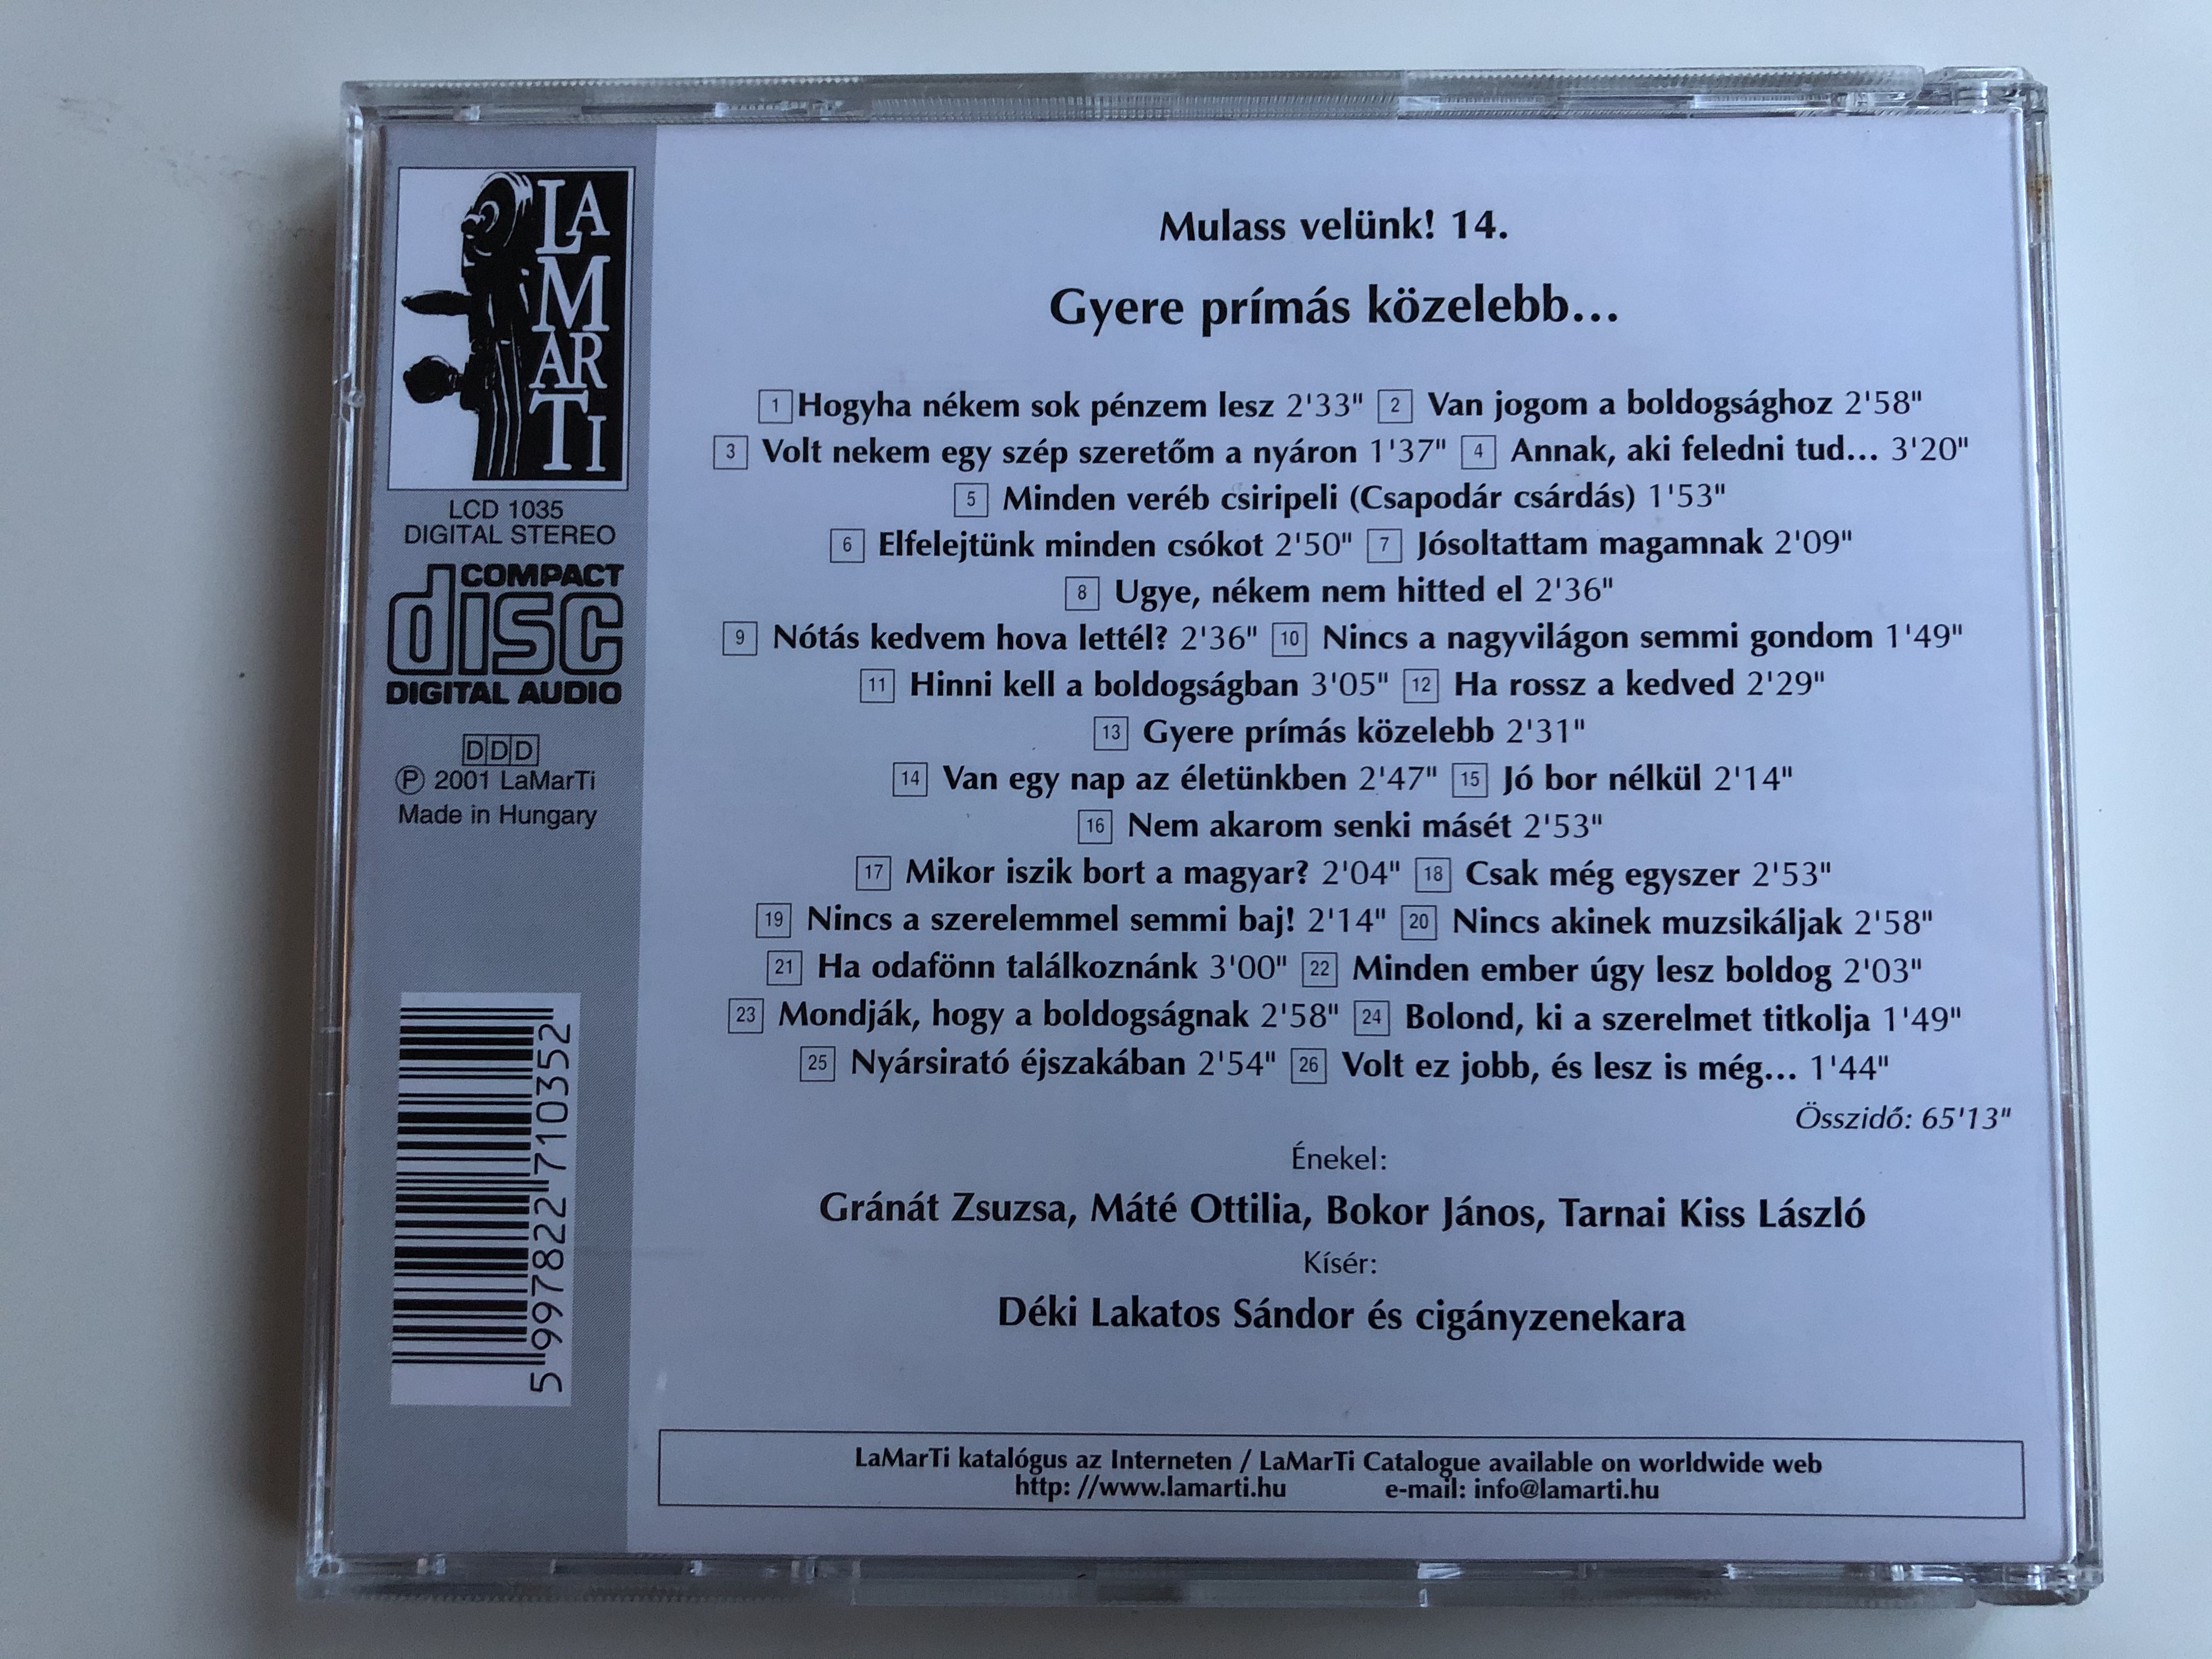 LA
MAR
TI
LCD 1035
DIGITAL STEREO
COMPACT
disc
DIGITAL AUDIO
DDD
Ⓟ 2001 LaMarTi
Made in Hungary
5 997822 710352
Mulass velünk! 14.
Gyere prímás közelebb...
1 Hogyha nékem sok pénzem lesz 2'33" 2 Van jogom a boldogsághoz 2'58"
3 Volt nekem egy szép szeretőm a nyáron 1'37" 4 Annak, aki feledni tud... 3'20"
5 Minden veréb csiripeli (Csapodár csárdás) 1'53"
6 Elfelejtünk minden csókot 2'50" 7 Jósoltattam magamnak 2'09"
8 Ugye, nékem nem hitted el 2'36"
9 Nótás kedvem hova lettél? 2'36" 10 Nincs a nagyvilágon semmi gondom 1'49"
11 Hinni kell a boldogságban 3'05" 12 Ha rossz a kedved 2'29"
13 Gyere prímás közelebb 2'31"
14 Van egy nap az életünkben 2'47" 15 Jó bor nélkül 2'14"
16 Nem akarom senki másét 2'53"
17 Mikor iszik bort a magyar? 2'04" 18 Csak még egyszer 2'53"
19 Nincs a szerelemmel semmi baj! 2'14" 20 Nincs akinek muzsikáljak 2'58"
21 Ha odafönn találkoznánk 3'00" 22 Minden ember úgy lesz boldog 2'03"
23 Mondják, hogy a boldogságnak 2'58" 24 Bolond, ki a szerelmet titkolja 1'49"
25 Nyársirató éjszakában 2'54" 26 Volt ez jobb, és lesz is még... 1'44"
Összidő: 65'13"
Énekel:
Gránát Zsuzsa, Máté Ottilia, Bokor János, Tarnai Kiss László
Kísér:
Déki Lakatos Sándor és cigányzenekara
LaMarTi katalógus az Interneten / LaMarTi Catalogue available on worldwide web
http: //www.lamarti.hu e-mail: info@lamarti.hu